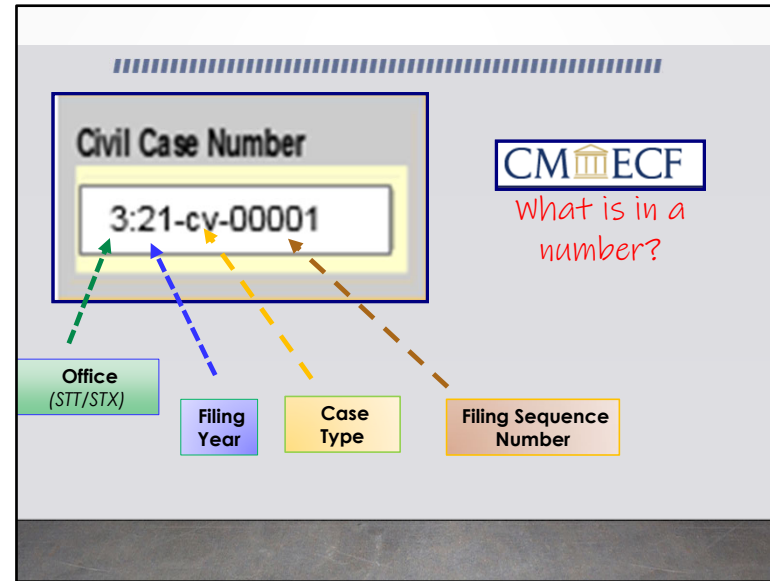 Civil Case Number
3:21-cv-00001
CM ECF
What is in a
number?
Office
(STT/STX)
Filing
Year
Case
Type
Filing Sequence
Number